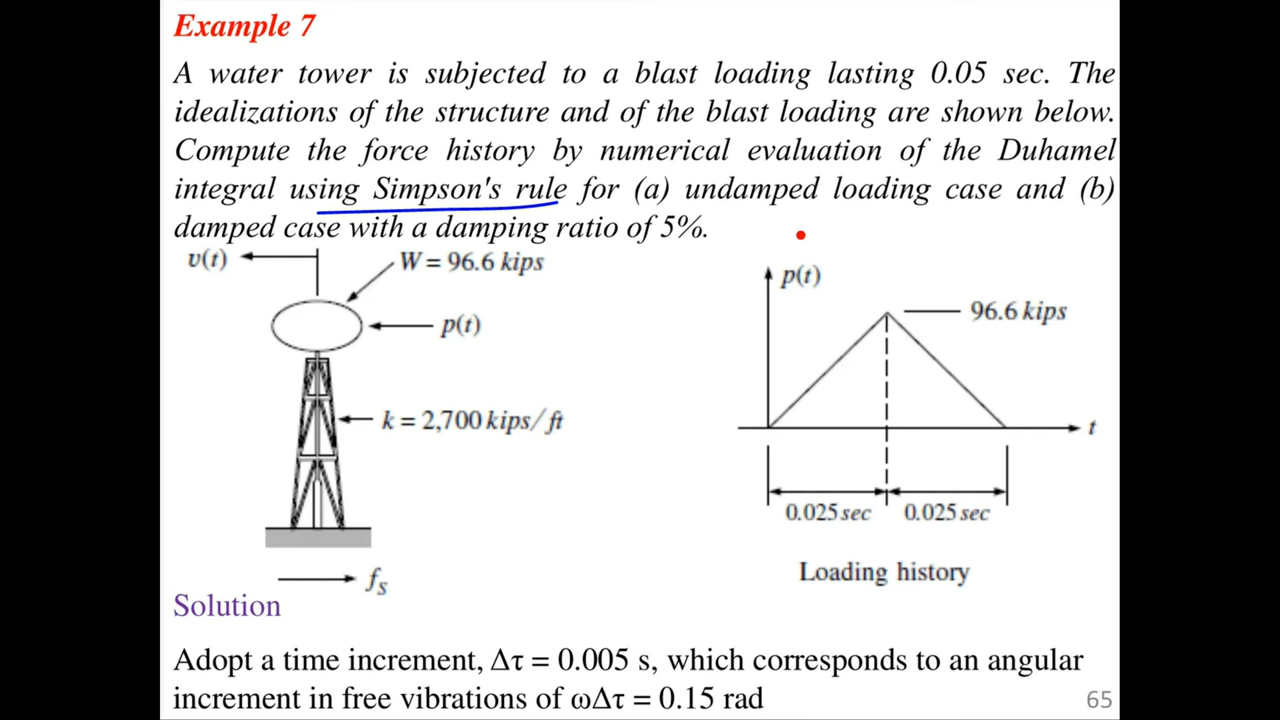 Example 7
A water tower is subjected to a blast loading lasting 0.05 sec. The
idealizations of the structure and of the blast loading are shown below.
Compute the force history by numerical evaluation of the Duhamel
integral using Simpson's rule for (a) undamped loading case and (b)
damped case with a damping ratio of 5%.
υ(t)
W = 96.6 kips
p(t)
k = 2,700 kips/ft
fs
p(t)
96.6 kips
t
0.025 sec
0.025 sec
Loading history
Solution
Adopt a time increment, Δτ = 0.005 s, which corresponds to an angular
increment in free vibrations of ωΔτ = 0.15 rad
65